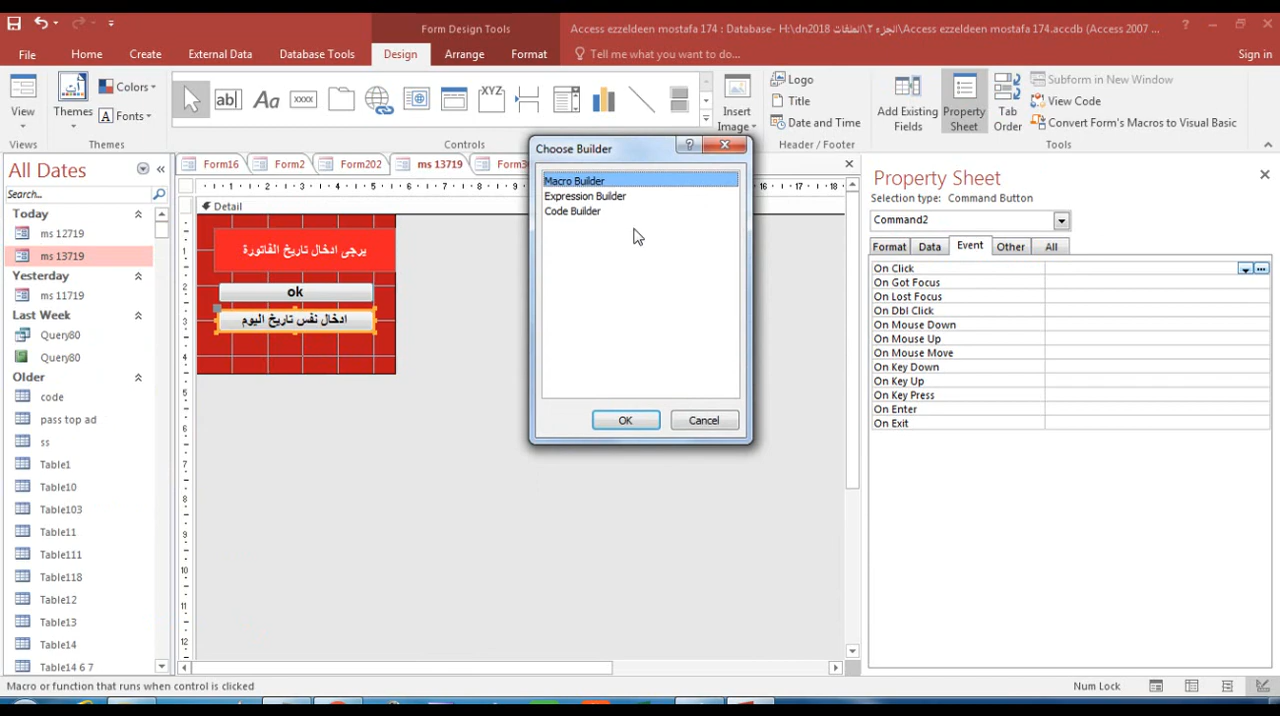 Form Design Tools
Access ezzeldeen mostafa 174 : Database- H:\dn2018 الجزء ٣\الملفات\Access ezzeldeen mostafa 174.accdb (Access 2007 ...
File Home Create External Data Database Tools Design Arrange Format Tell me what you want to do... Sign in
View
Views
Themes
Colors
Fonts
Themes
ab|
Aa
xxxx
XYZ
Controls
Insert
Image
Logo
Title
Date and Time
Header / Footer
Add Existing
Fields
Property
Sheet
Tab
Order
Subform in New Window
View Code
Convert Form's Macros to Visual Basic
Tools
All Dates
Search...
Today
ms 12719
ms 13719
Yesterday
ms 11719
Last Week
Query80
Query80
Older
code
pass top ad
ss
Table1
Table10
Table103
Table11
Table111
Table118
Table12
Table13
Table14
Table14 6 7
Form16 Form2 Form202 ms 13719
Detail
يرجى ادخال تاريخ الفاتورة
ok
ادخال نفس تاريخ اليوم
Choose Builder
Macro Builder
Expression Builder
Code Builder
OK Cancel
Property Sheet
Selection type: Command Button
Command2
Format Data Event Other All
On Click
On Got Focus
On Lost Focus
On Dbl Click
On Mouse Down
On Mouse Up
On Mouse Move
On Key Down
On Key Up
On Key Press
On Enter
On Exit
Macro or function that runs when control is clicked
Num Lock